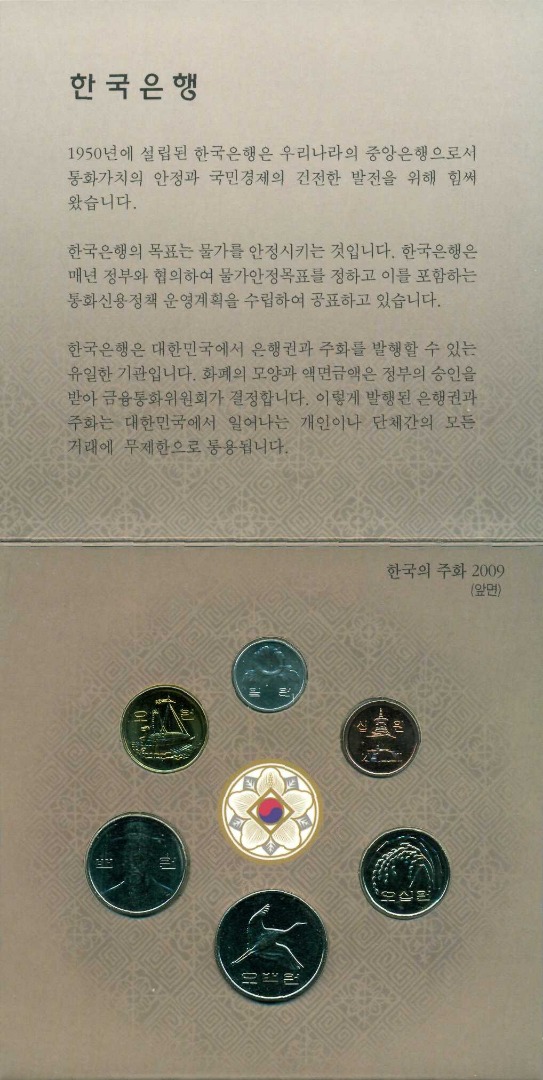 한국은행
1950년에 설립된 한국은행은 우리나라의 중앙은행으로서
통화가치의 안정과 국민경제의 건전한 발전을 위해 힘써
왔습니다.
한국은행의 목표는 물가를 안정시키는 것입니다. 한국은행은
매년 정부와 협의하여 물가안정목표를 정하고 이를 포함하는
통화신용정책 운영계획을 수립하여 공표하고 있습니다.
한국은행은 대한민국에서 은행권과 주화를 발행할 수 있는
유일한 기관입니다. 화폐의 모양과 액면금액은 정부의 승인을
받아 금융통화위원회가 결정합니다. 이렇게 발행된 은행권과
주화는 대한민국에서 일어나는 개인이나 단체간의 모든
거래에 무제한으로 통용됩니다.
한국의 주화 2009
(앞면)
일 원
오 원
십 원
백 원
오십원
오백원